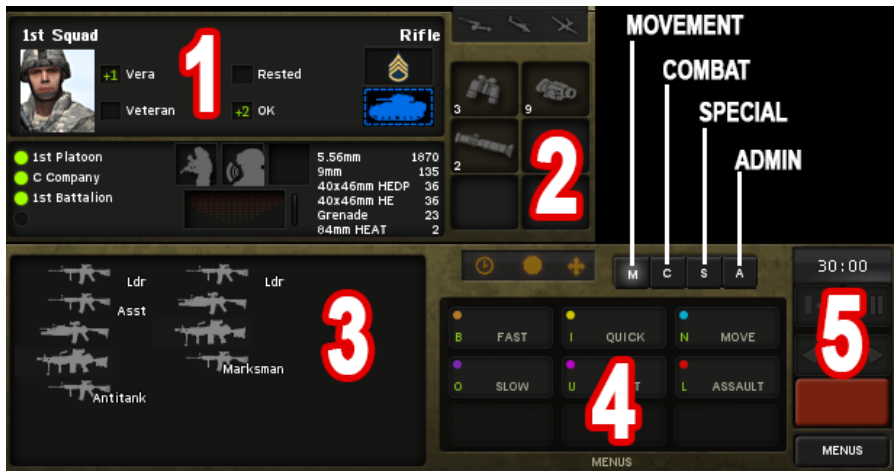 1st Squad
Rifle
+1 Vera
Rested
Veteran
+2 OK
1
1st Platoon
C Company
1st Battalion
5.56mm 1870
9mm 135
40x46mm HEDP 36
40x46mm HE 36
Grenade 23
84mm HEAT 2
3
9
2
2
MOVEMENT
COMBAT
SPECIAL
ADMIN
M
C
S
A
Ldr
Ldr
Asst
Marksman
Antitank
3
B FAST
I QUICK
N MOVE
O SLOW
U
L ASSAULT
4
MENUS
30:00
5
MENUS